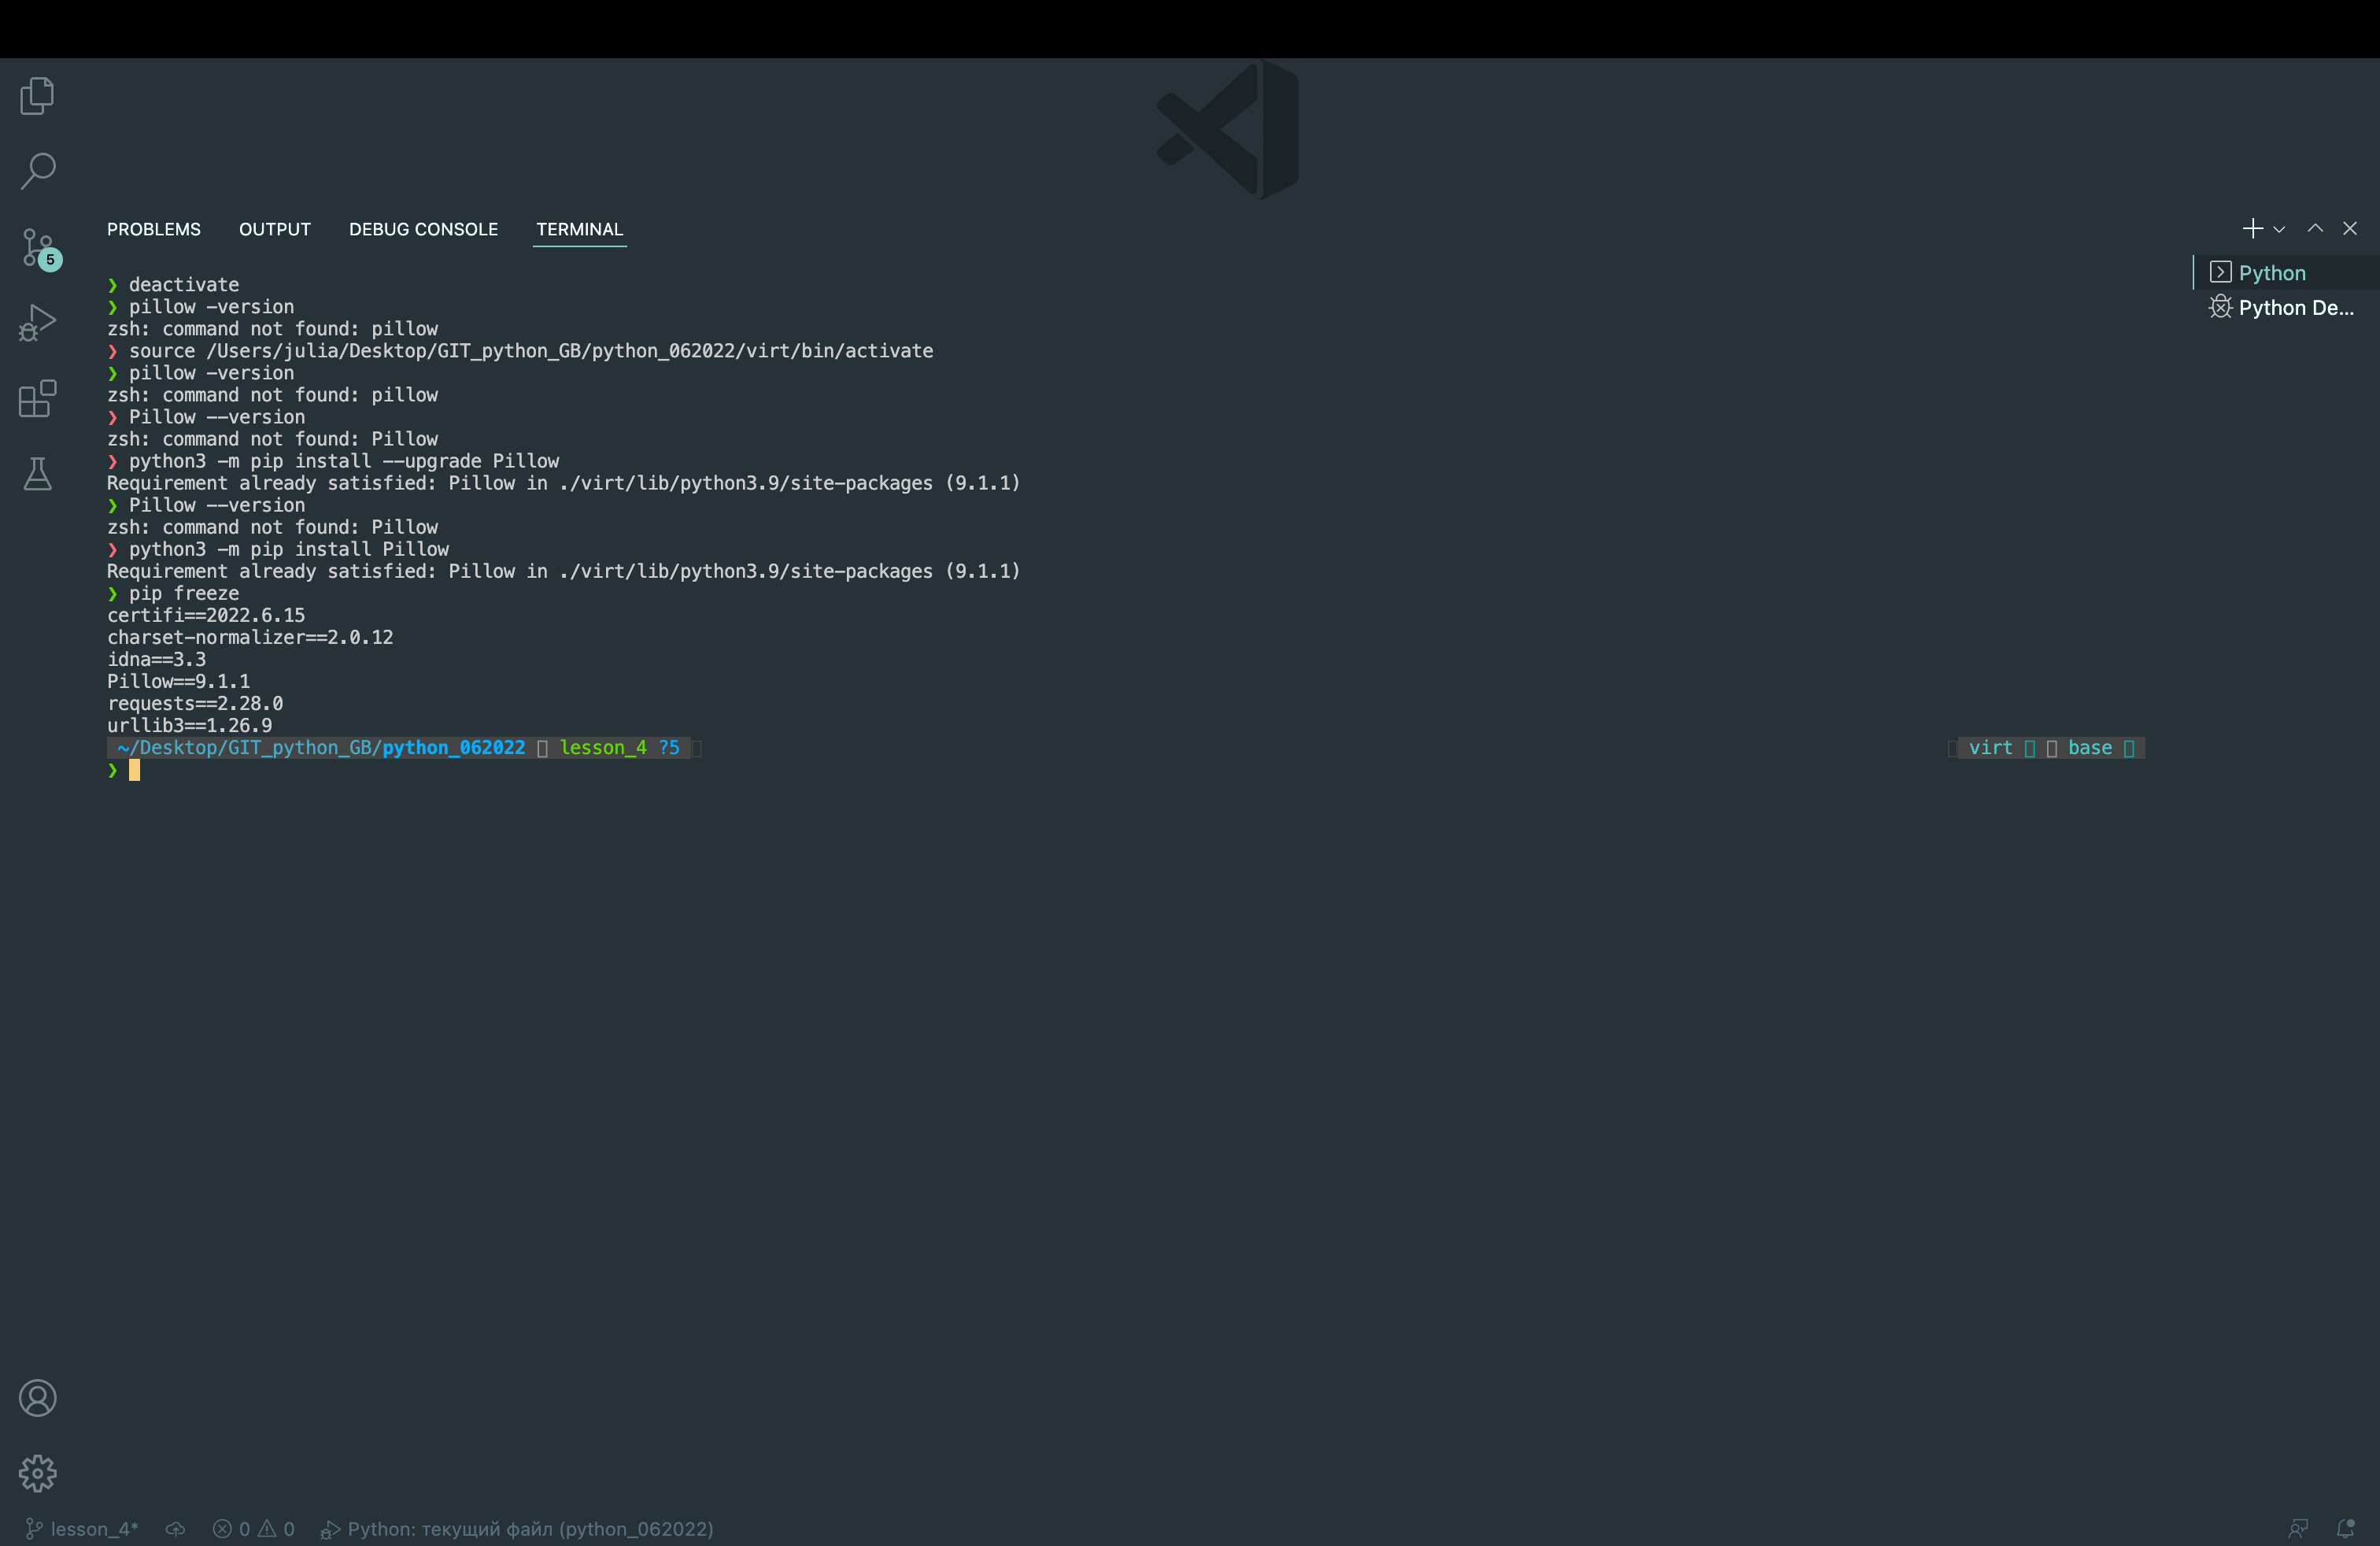 PROBLEMS OUTPUT DEBUG CONSOLE TERMINAL
Python
Python De...
5
❯ deactivate
❯ pillow -version
zsh: command not found: pillow
❯ source /Users/julia/Desktop/GIT_python_GB/python_062022/virt/bin/activate
❯ pillow -version
zsh: command not found: pillow
❯ Pillow --version
zsh: command not found: Pillow
❯ python3 -m pip install --upgrade Pillow
Requirement already satisfied: Pillow in ./virt/lib/python3.9/site-packages (9.1.1)
❯ Pillow --version
zsh: command not found: Pillow
❯ python3 -m pip install Pillow
Requirement already satisfied: Pillow in ./virt/lib/python3.9/site-packages (9.1.1)
❯ pip freeze
certifi==2022.6.15
charset-normalizer==2.0.12
idna==3.3
Pillow==9.1.1
requests==2.28.0
urllib3==1.26.9
~/Desktop/GIT_python_GB/python_062022 lesson_4 ?5 virt base
❯
lesson_4* 0 0 Python: текущий файл (python_062022)